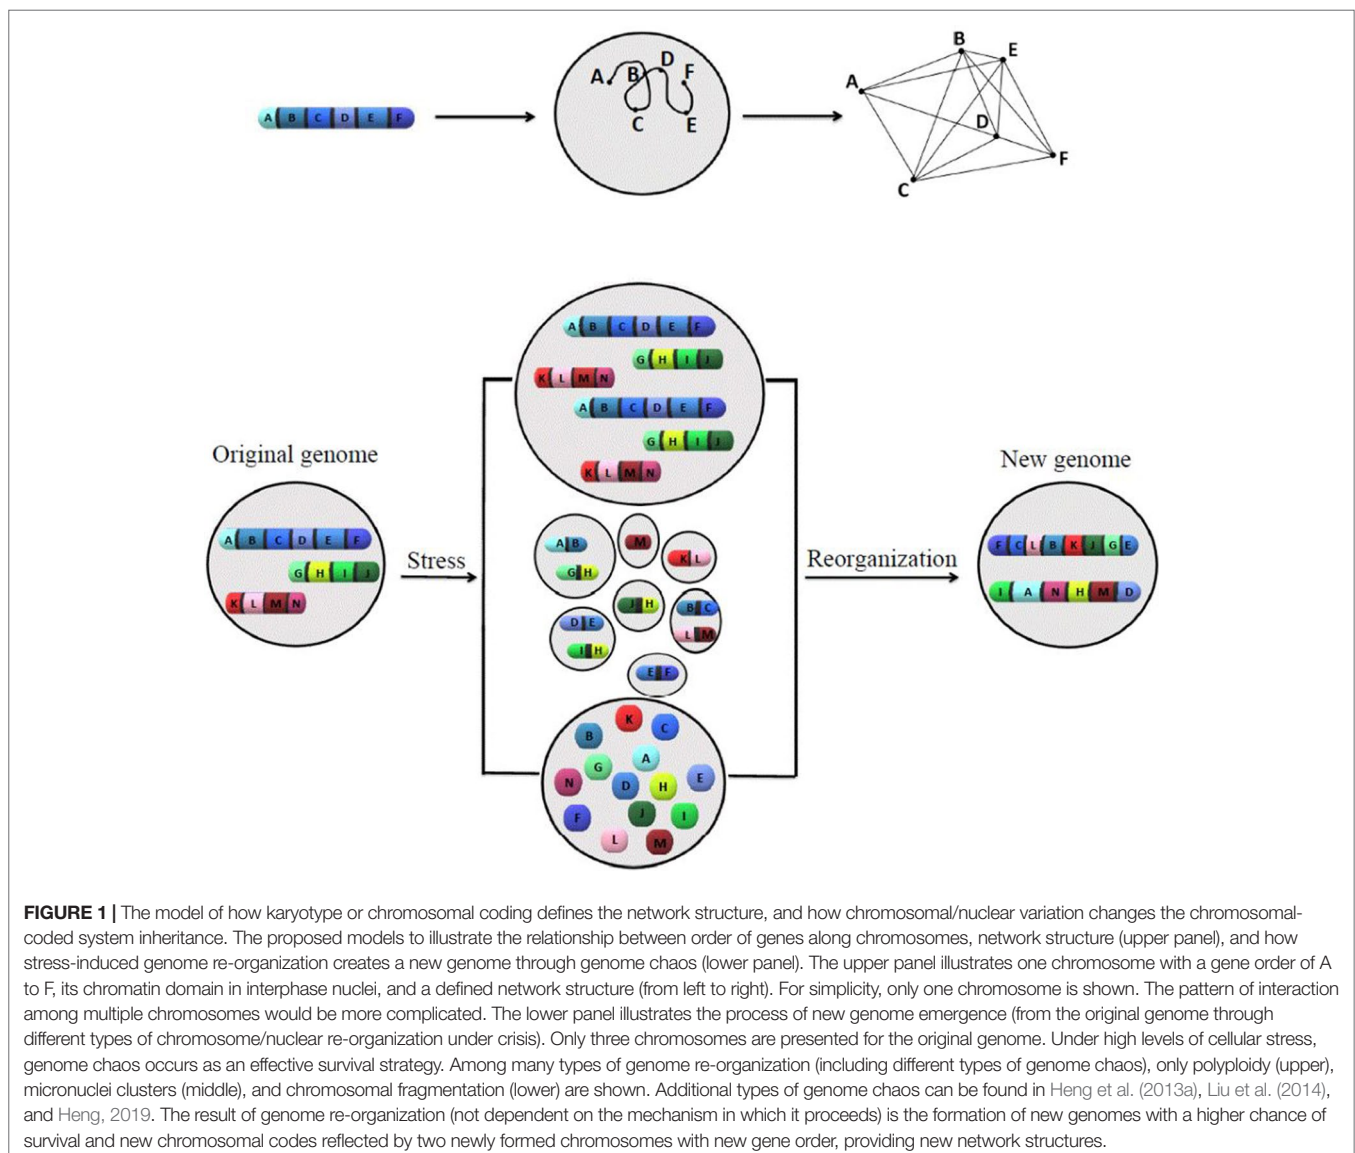 A B C D E F
A B D F C E
B E A D F C
A B C D E F
G H I J
K L M N
A B C D E F
G H I J
K L M N
Original genome
New genome
A B C D E F
G H I J
K L M N
Stress
A B
G H
M
K L
J H
B C
L M
D E
I H
E F
Reorganization
F C L B K J G E
I A N H M D
K C B
A G E N D H
F J I
L M
FIGURE 1 | The model of how karyotype or chromosomal coding defines the network structure, and how chromosomal/nuclear variation changes the chromosomal-
coded system inheritance. The proposed models to illustrate the relationship between order of genes along chromosomes, network structure (upper panel), and how
stress-induced genome re-organization creates a new genome through genome chaos (lower panel). The upper panel illustrates one chromosome with a gene order of A
to F, its chromatin domain in interphase nuclei, and a defined network structure (from left to right). For simplicity, only one chromosome is shown. The pattern of interaction
among multiple chromosomes would be more complicated. The lower panel illustrates the process of new genome emergence (from the original genome through
different types of chromosome/nuclear re-organization under crisis). Only three chromosomes are presented for the original genome. Under high levels of cellular stress,
genome chaos occurs as an effective survival strategy. Among many types of genome re-organization (including different types of genome chaos), only polyploidy (upper),
micronuclei clusters (middle), and chromosomal fragmentation (lower) are shown. Additional types of genome chaos can be found in Heng et al. (2013a), Liu et al. (2014),
and Heng, 2019. The result of genome re-organization (not dependent on the mechanism in which it proceeds) is the formation of new genomes with a higher chance of
survival and new chromosomal codes reflected by two newly formed chromosomes with new gene order, providing new network structures.